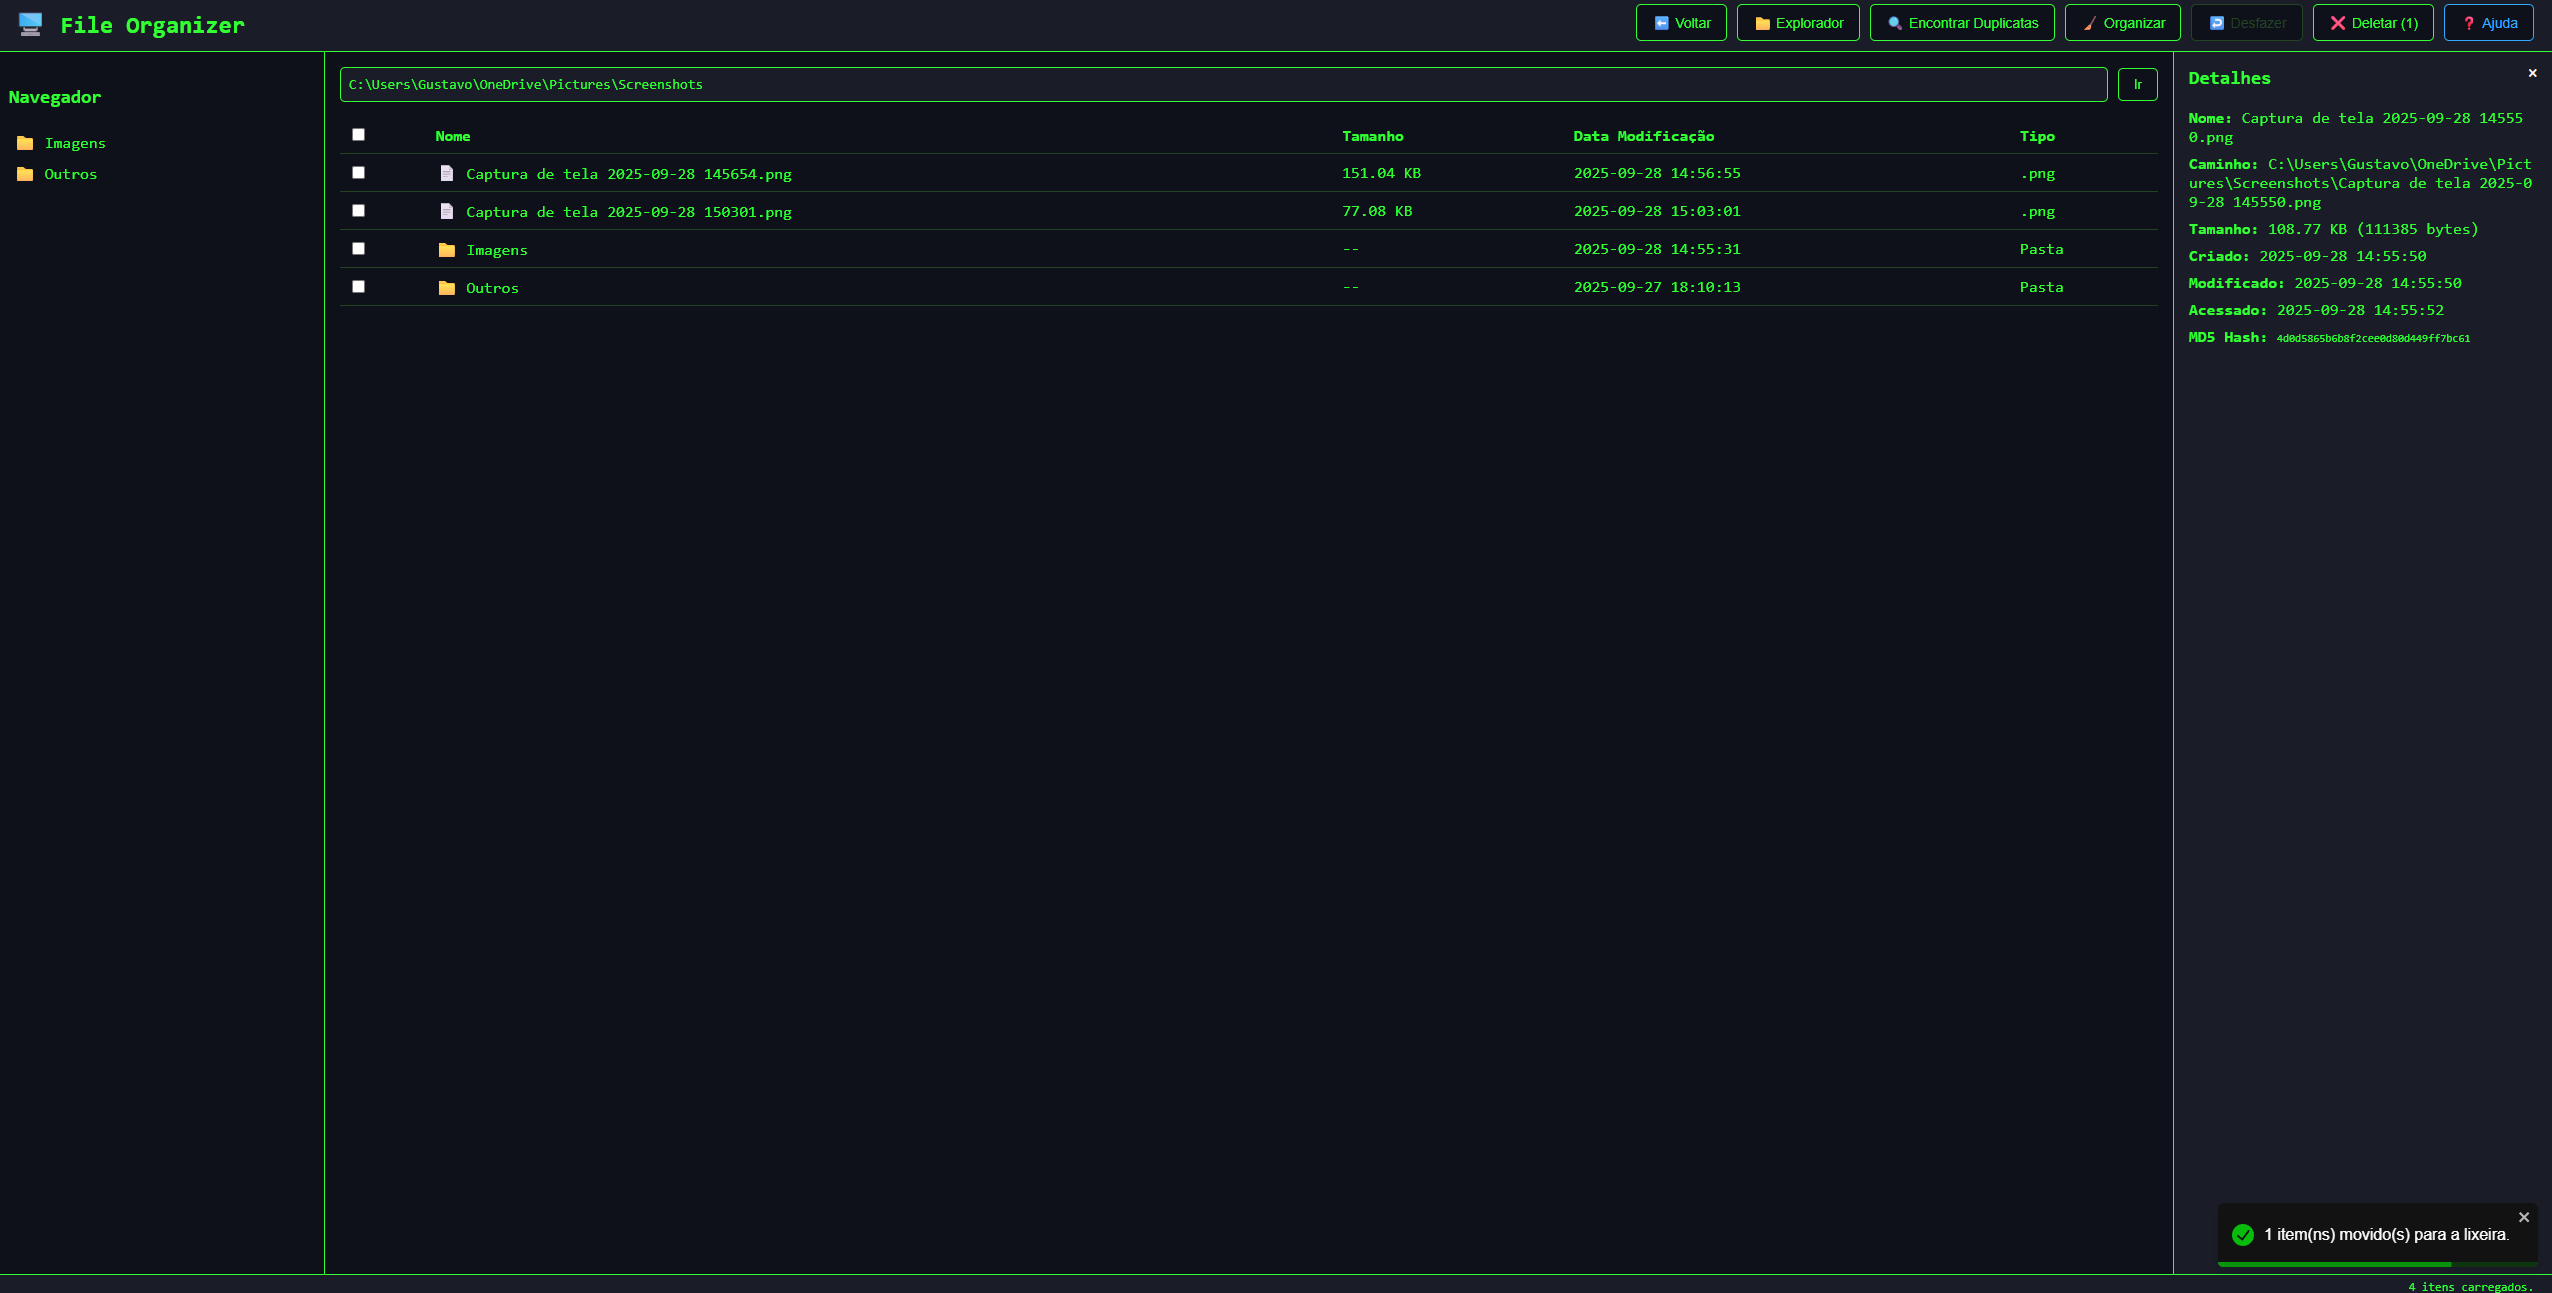 File Organizer
Voltar
Explorador
Encontrar Duplicatas
Organizar
Desfazer
Deletar (1)
Ajuda
Navegador
Imagens
Outros
C:\Users\Gustavo\OneDrive\Pictures\Screenshots
Ir
Nome Tamanho Data Modificação Tipo
Captura de tela 2025-09-28 145654.png 151.04 KB 2025-09-28 14:56:55 .png
Captura de tela 2025-09-28 150301.png 77.08 KB 2025-09-28 15:03:01 .png
Imagens -- 2025-09-28 14:55:31 Pasta
Outros -- 2025-09-27 18:10:13 Pasta
Detalhes
×
Nome: Captura de tela 2025-09-28 14555
0.png
Caminho: C:\Users\Gustavo\OneDrive\Pict
ures\Screenshots\Captura de tela 2025-0
9-28 145550.png
Tamanho: 108.77 KB (111385 bytes)
Criado: 2025-09-28 14:55:50
Modificado: 2025-09-28 14:55:50
Acessado: 2025-09-28 14:55:52
MD5 Hash: 4d0d5865b6b8f2cee0d80d449ff7bc61
1 item(ns) movido(s) para a lixeira.
4 itens carregados.